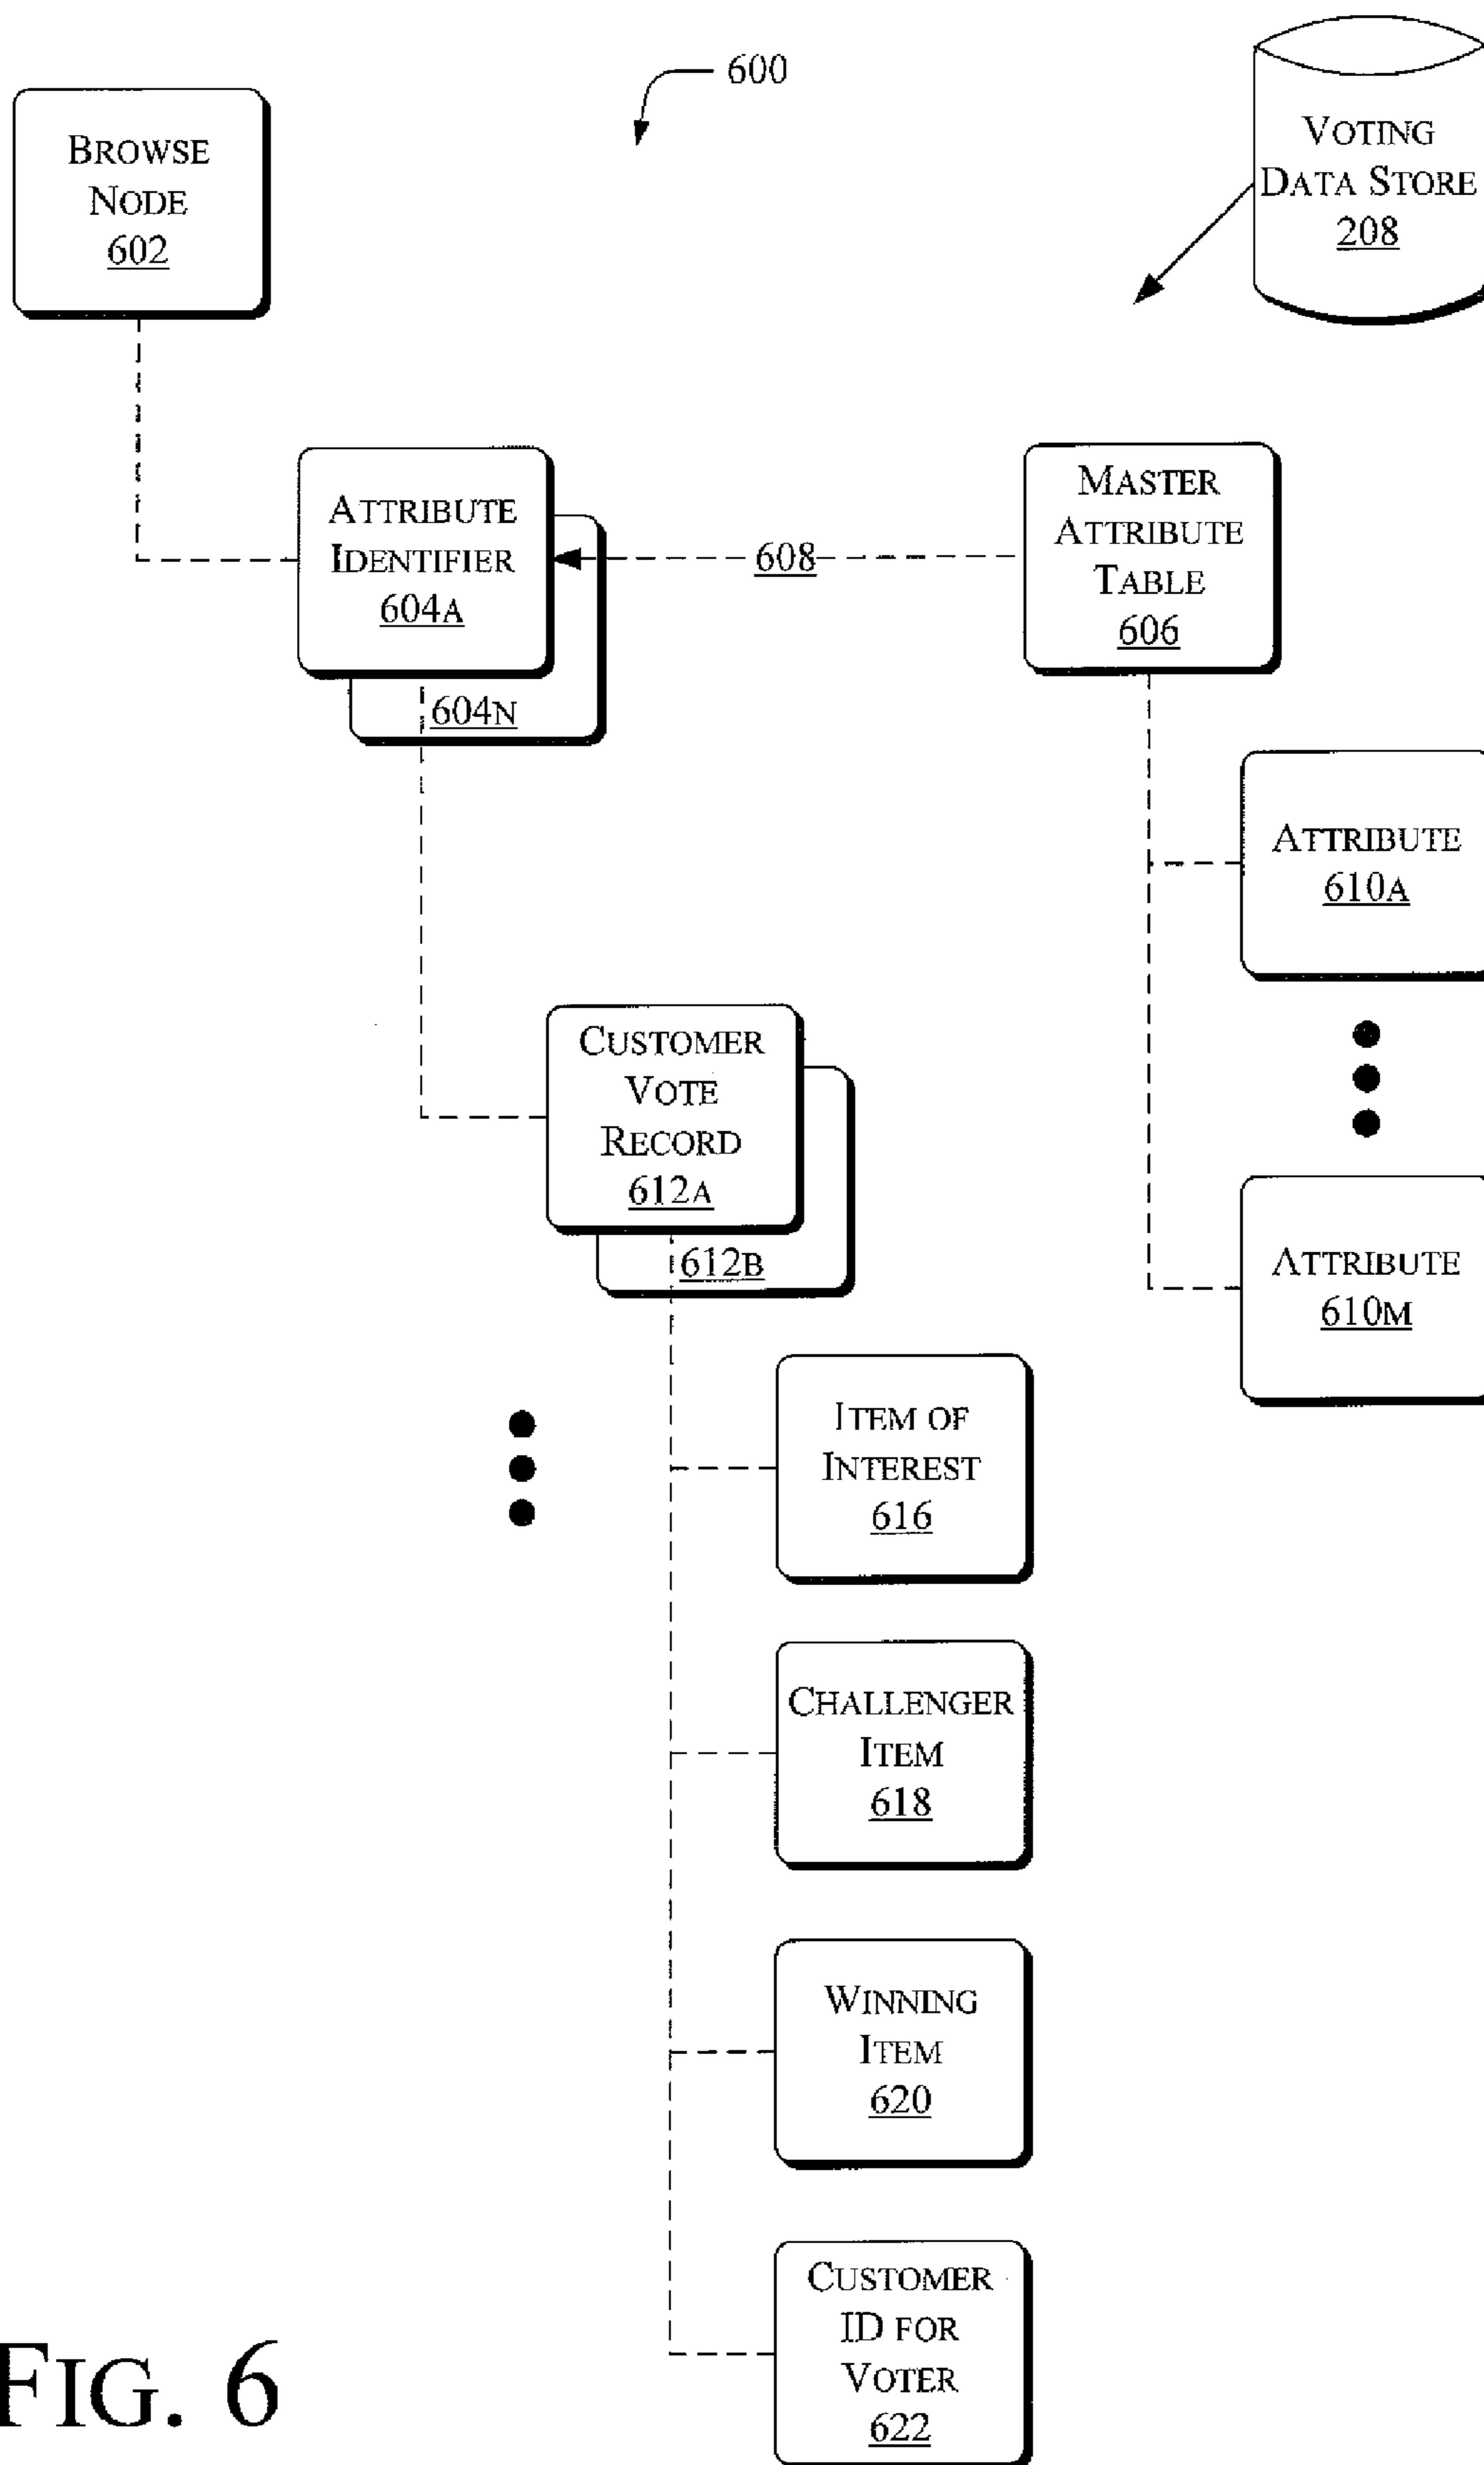 600
BROWSE
NODE
602
VOTING
DATA STORE
208
ATTRIBUTE
IDENTIFIER
604A
604N
608
MASTER
ATTRIBUTE
TABLE
606
ATTRIBUTE
610A
CUSTOMER
VOTE
RECORD
612A
612B
ATTRIBUTE
610M
ITEM OF
INTEREST
616
CHALLENGER
ITEM
618
WINNING
ITEM
620
CUSTOMER
ID FOR
VOTER
622
FIG. 6